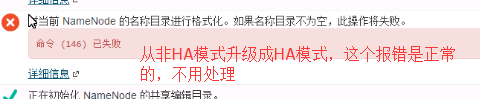 详细信息
对当前 NameNode 的名称目录进行格式化。如果名称目录不为空，此操作将失败。
命令 (146) 已失败
从非HA模式升级成HA模式，这个报错是正常的，不用处理
详细信息
正在初始化 NameNode 的共享编辑目录。